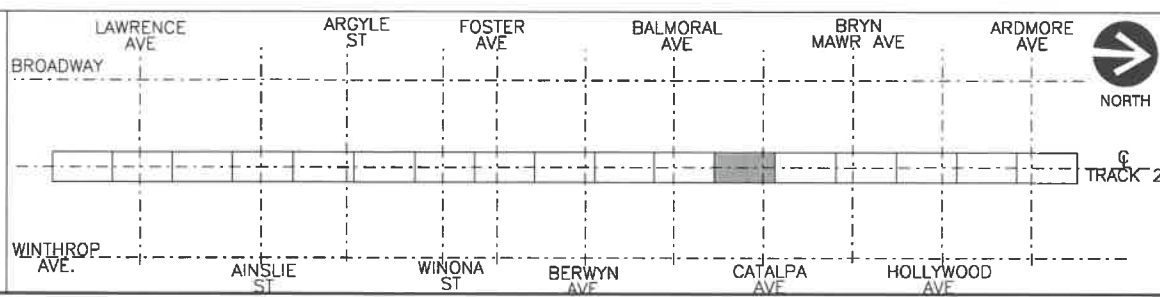 LAWRENCE
AVE
ARGYLE
ST
FOSTER
AVE
BALMORAL
AVE
BRYN
MAWR AVE
ARDMORE
AVE
BROADWAY
NORTH
℄
TRACK 2
WINTHROP
AVE.
AINSLIE
ST
WINONA
ST
BERWYN
AVE
CATALPA
AVE
HOLLYWOOD
AVE